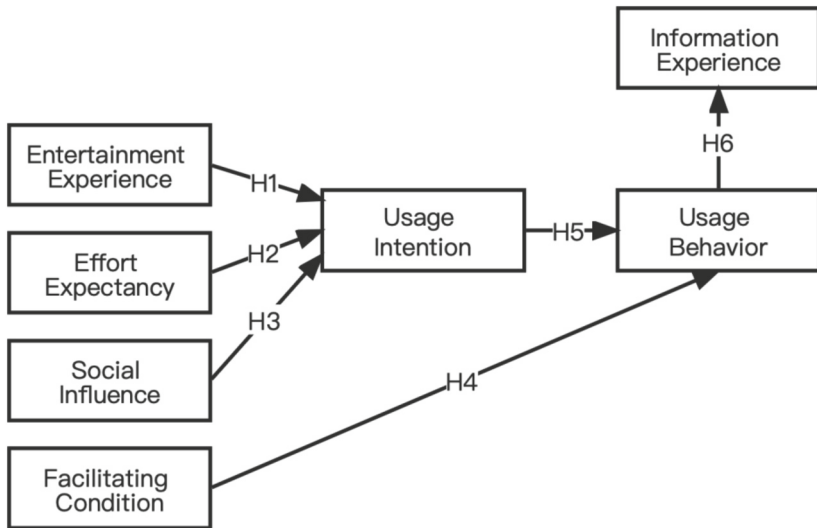 Information
Experience
Entertainment
Experience
H1
H6
Usage
Intention
Usage
Behavior
H5
Effort
Expectancy
H2
H3
Social
Influence
H4
Facilitating
Condition